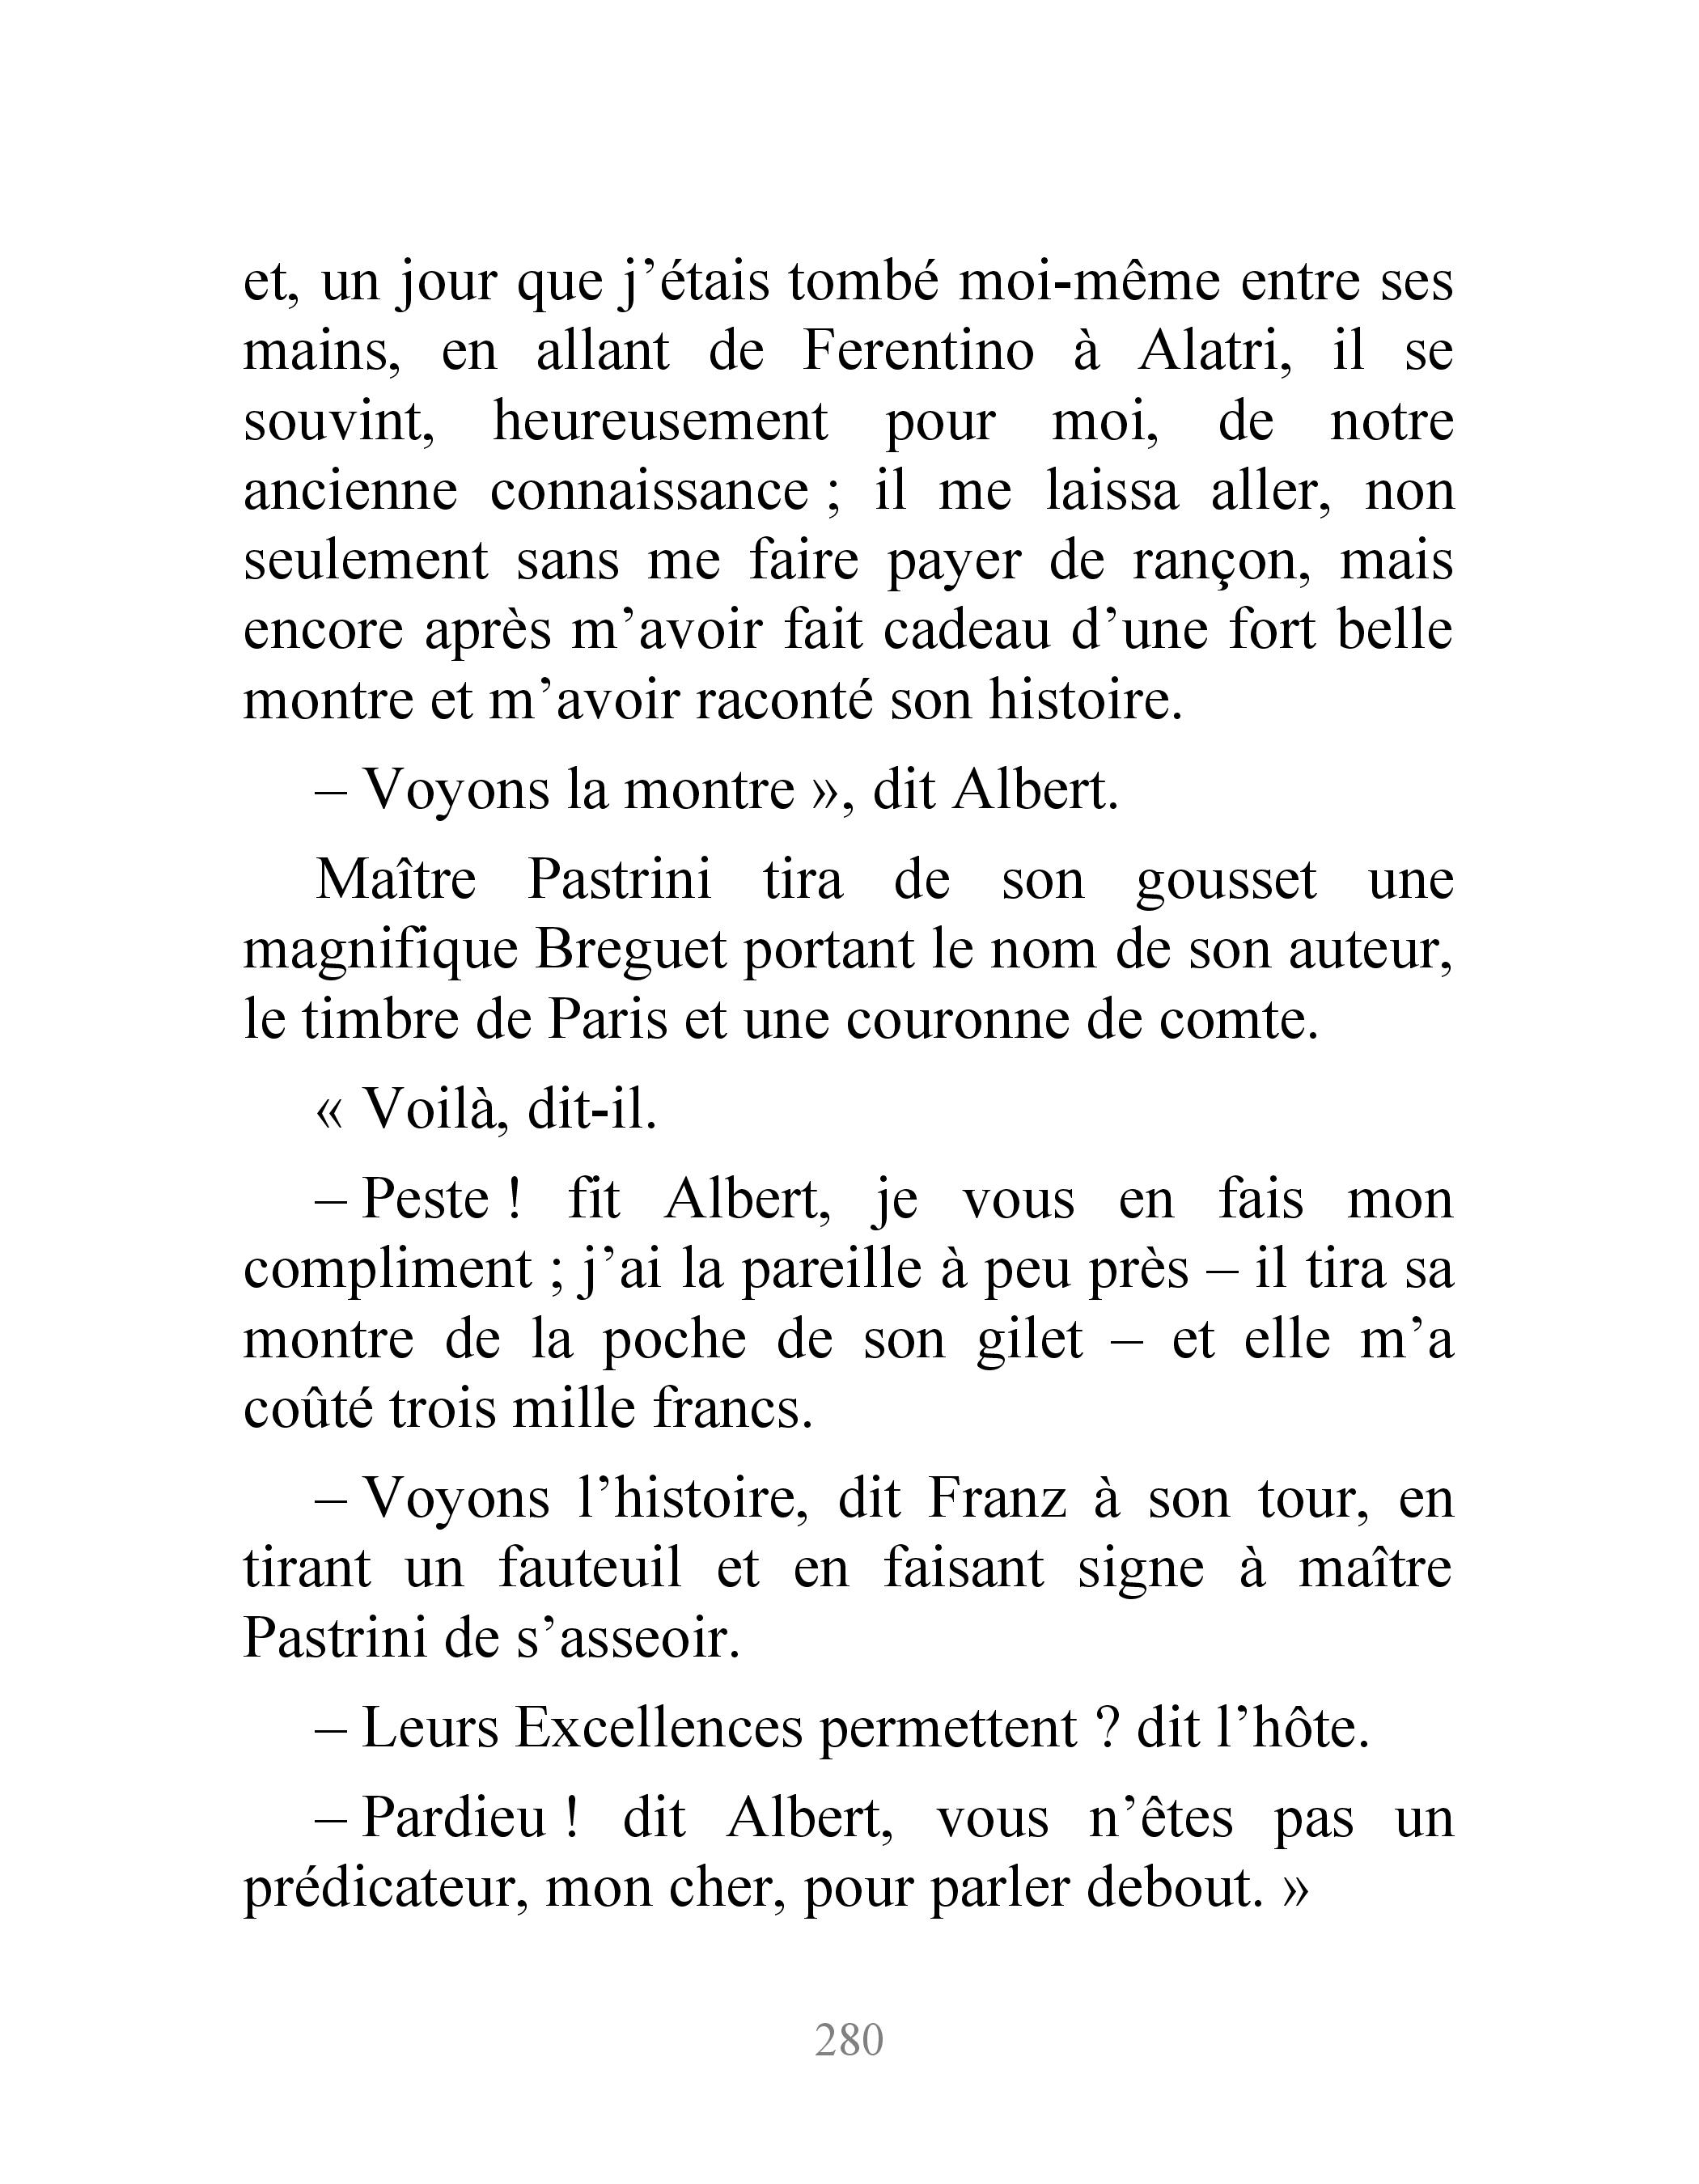 et, un jour que j’étais tombé moi-même entre ses
mains, en allant de Ferentino à Alatri, il se
souvint, heureusement pour moi, de notre
ancienne connaissance ; il me laissa aller, non
seulement sans me faire payer de rançon, mais
encore après m’avoir fait cadeau d’une fort belle
montre et m’avoir raconté son histoire.
– Voyons la montre », dit Albert.
Maître Pastrini tira de son gousset une
magnifique Breguet portant le nom de son auteur,
le timbre de Paris et une couronne de comte.
« Voilà, dit-il.
– Peste ! fit Albert, je vous en fais mon
compliment ; j’ai la pareille à peu près – il tira sa
montre de la poche de son gilet – et elle m’a
coûté trois mille francs.
– Voyons l’histoire, dit Franz à son tour, en
tirant un fauteuil et en faisant signe à maître
Pastrini de s’asseoir.
– Leurs Excellences permettent ? dit l’hôte.
– Pardieu ! dit Albert, vous n’êtes pas un
prédicateur, mon cher, pour parler debout. »
280